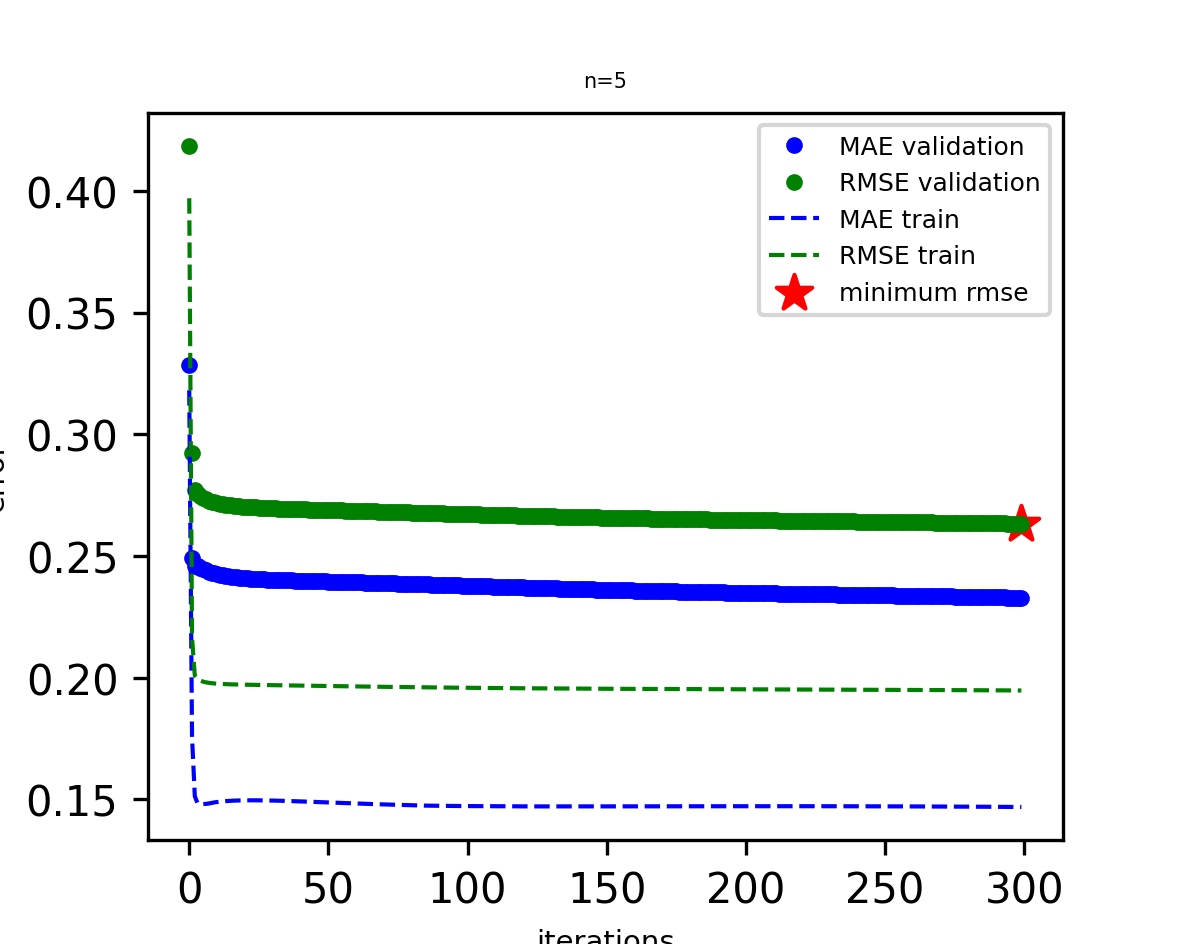 n=5
MAE validation
RMSE validation
MAE train
RMSE train
minimum rmse
0.40
0.35
0.30
0.25
0.20
0.15
0 50 100 150 200 250 300
iterations